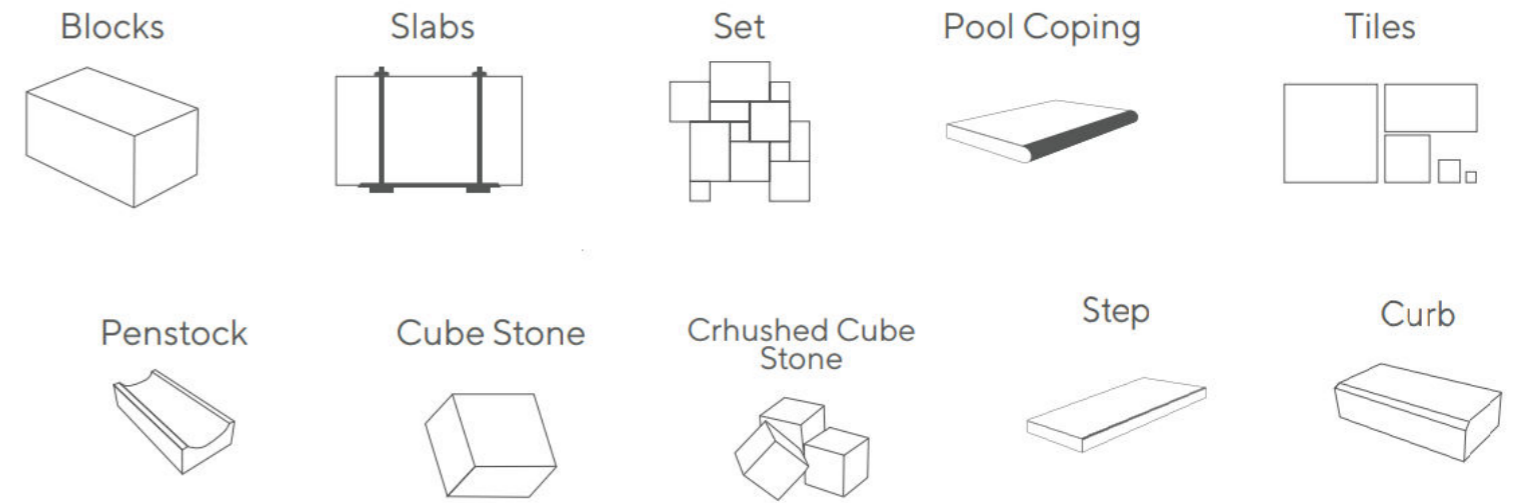 Blocks
Slabs
Set
Pool Coping
Tiles
Penstock
Cube Stone
Crhushed Cube
Stone
Step
Curb